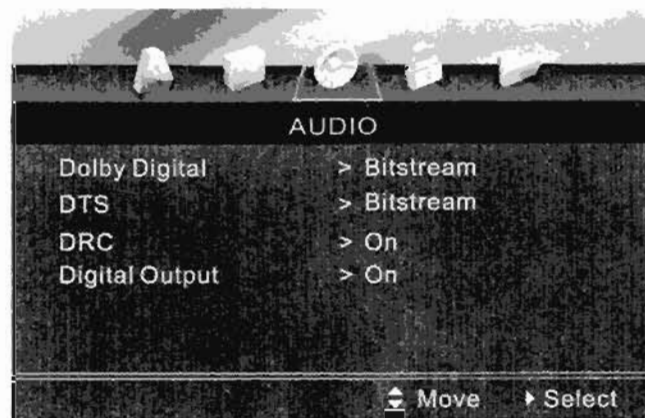 AUDIO
Dolby Digital > Bitstream
DTS > Bitstream
DRC > On
Digital Output > On
Move Select